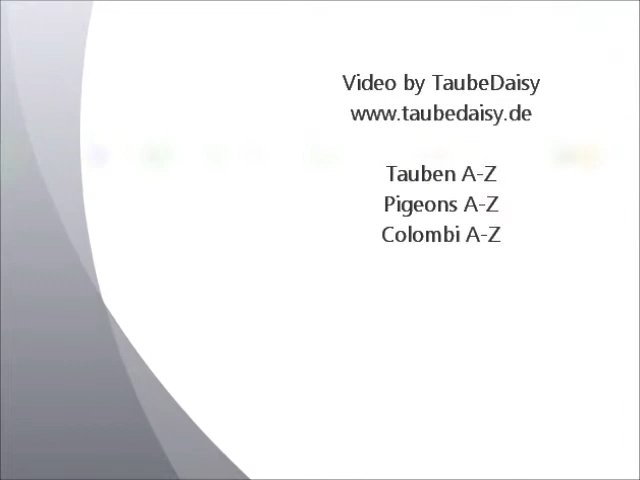 Video by TaubeDaisy
www.taubedaisy.de
Tauben A-Z
Pigeons A-Z
Colombi A-Z